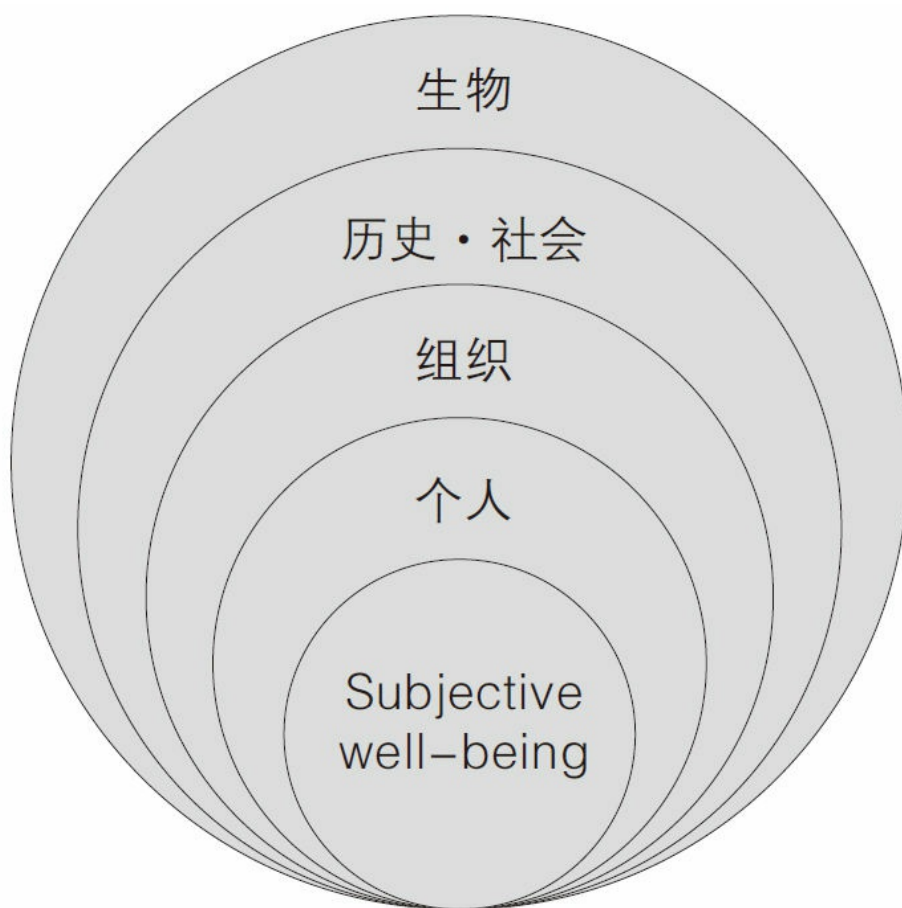 生物
历史・社会
组织
个人
Subjective
well-being